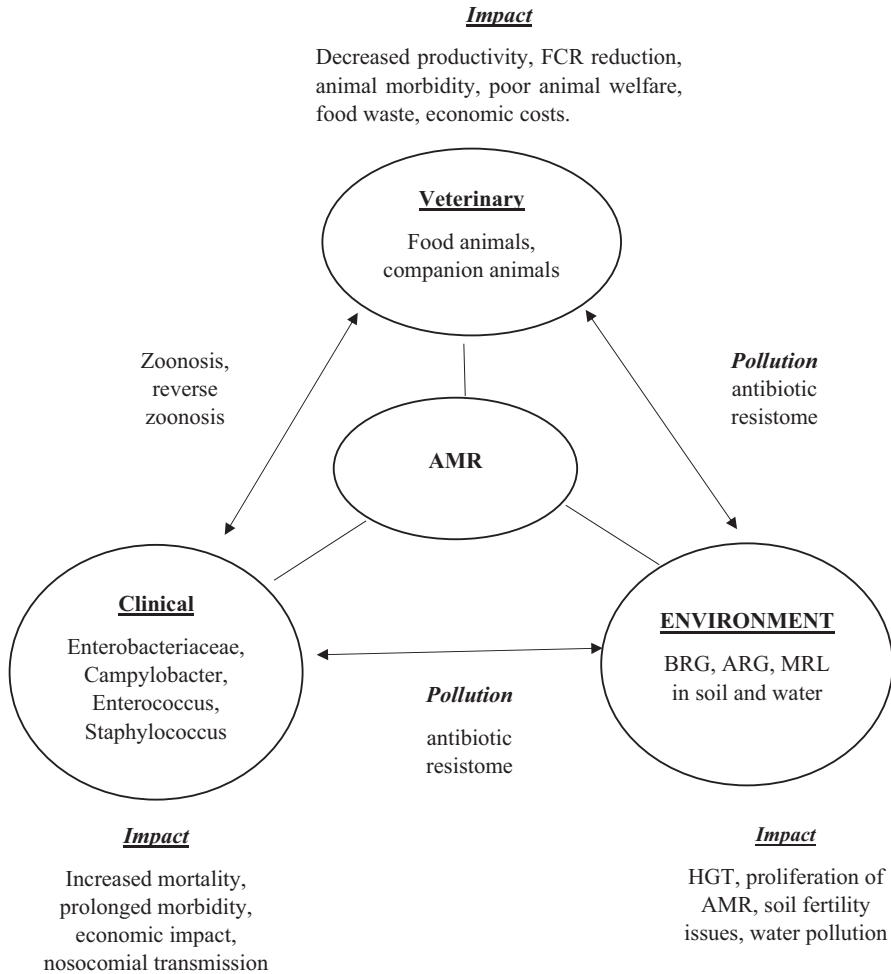 Impact
Decreased productivity, FCR reduction,
animal morbidity, poor animal welfare,
food waste, economic costs.
Veterinary
Food animals,
companion animals
Zoonosis,
reverse
zoonosis
Pollution
antibiotic
resistome
AMR
Clinical
Enterobacteriaceae,
Campylobacter,
Enterococcus,
Staphylococcus
ENVIRONMENT
BRG, ARG, MRL
in soil and water
Pollution
antibiotic
resistome
Impact
Increased mortality,
prolonged morbidity,
economic impact,
nosocomial transmission
Impact
HGT, proliferation of
AMR, soil fertility
issues, water pollution